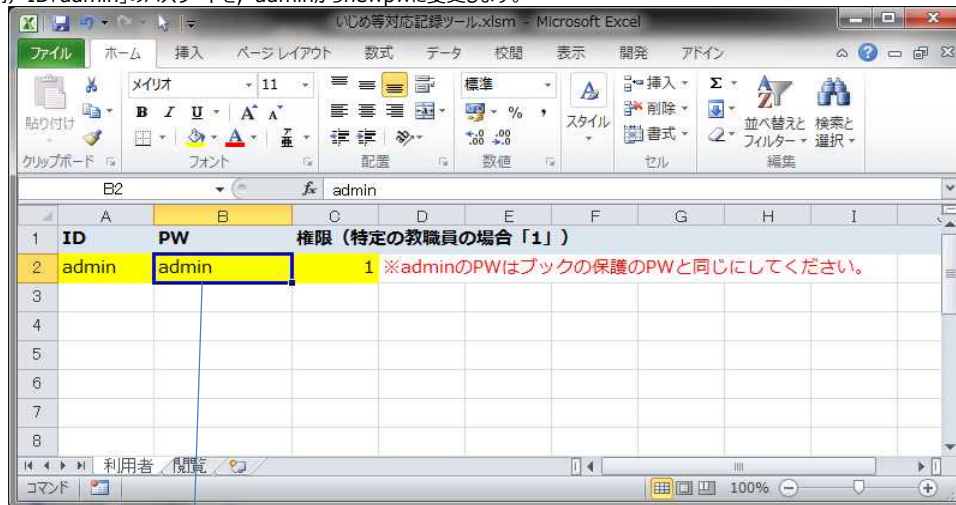 いじめ等対応記録ツール.xlsm - Microsoft Excel
ファイル ホーム 挿入 ページ レイアウト 数式 データ 校閲 表示 開発 アドイン
貼り付け メイリオ 11 標準 スタイル 挿入 削除 書式 並べ替えと フィルター 検索と 選択
クリップボード フォント 配置 数値 セル 編集
B2 fx admin
A B C D E F G H I
1 ID PW 権限(特定の教職員の場合「1」)
2 admin admin 1 ※adminのPWはブックの保護のPWと同じにしてください。
3
4
5
6
7
8
利用者 閲覧
コマンド 100%